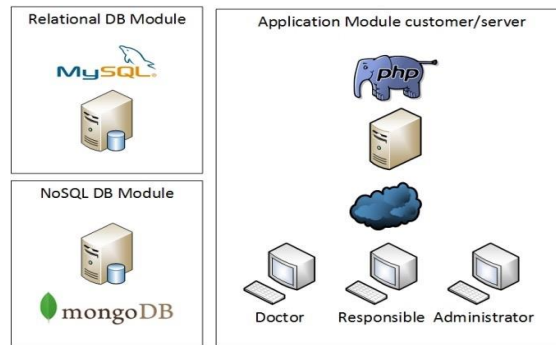 Relational DB Module
MySQL
NoSQL DB Module
mongoDB
Application Module customer/server
php
Doctor Responsible Administrator